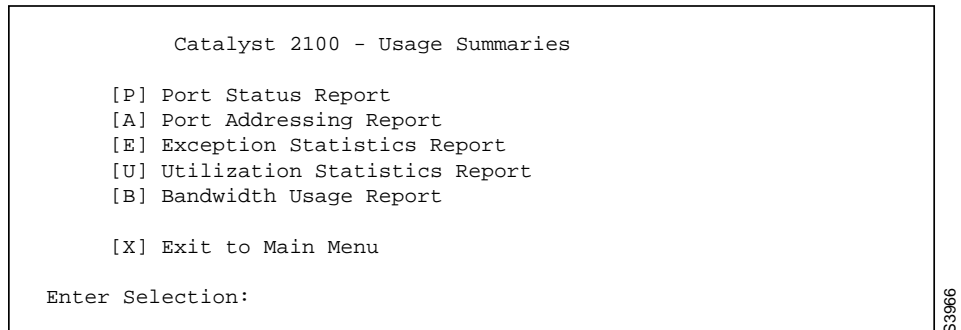 Catalyst 2100 - Usage Summaries
[P] Port Status Report
[A] Port Addressing Report
[E] Exception Statistics Report
[U] Utilization Statistics Report
[B] Bandwidth Usage Report
[X] Exit to Main Menu
Enter Selection:
S3966